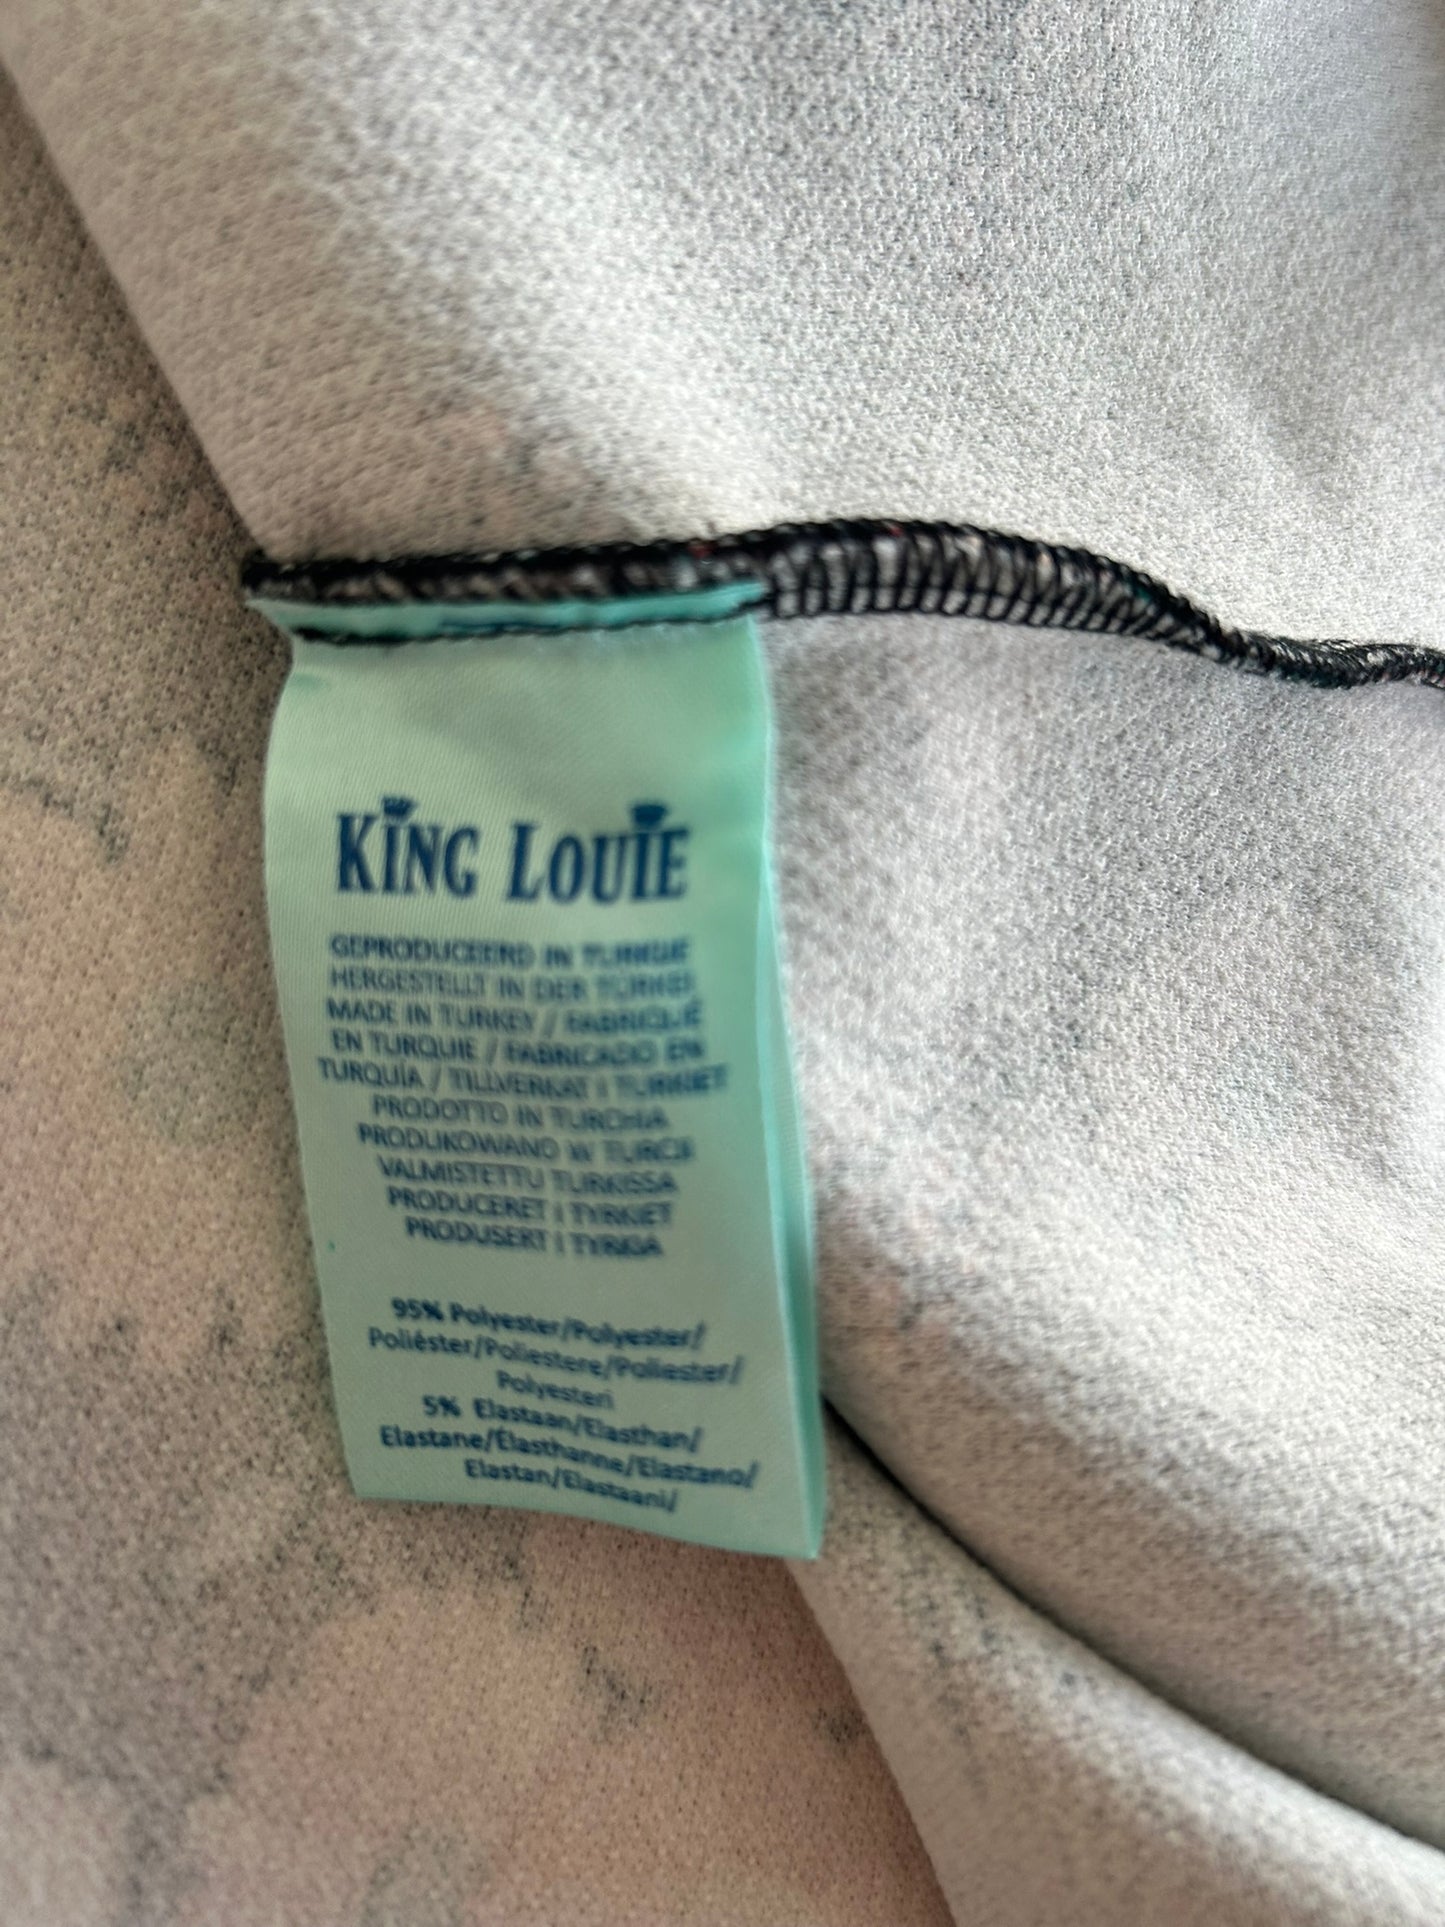 KING LOUIE
GEPRODUCEERD IN TURKIJE
HERGESTELLT IN DER TÜRKEI
MADE IN TURKEY / FABRIQUÉ
EN TURQUIE / FABRICADO EN
TURQUÍA / TILLVERKAT I TURKIET
PRODOTTO IN TURCHIA
PRODUKOWANO W TURCJI
VALMISTETTU TURKISSA
PRODUCERET I TYRKIET
PRODUSERT I TYRKIA
95% Polyester/Polyester/
Poliéster/Poliestere/Poliester/
Polyesteri
5% Elastaan/Elasthan/
Elastane/Élasthanne/Elastano/
Elastan/Elastaani/